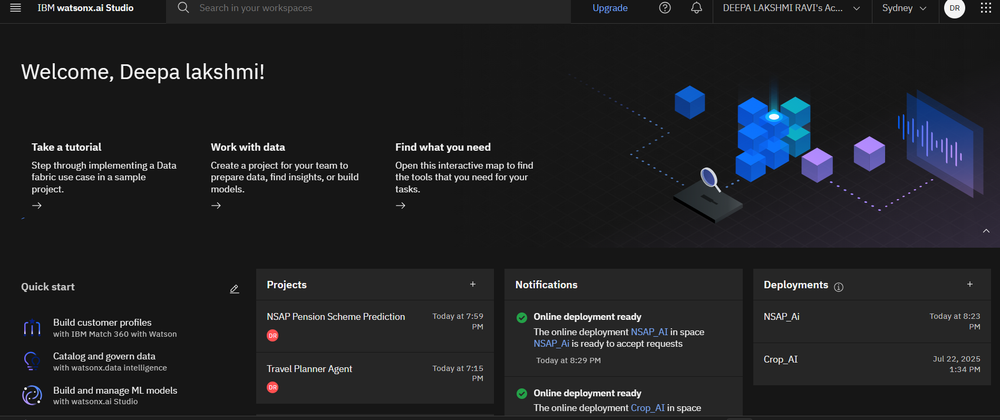 IBM watsonx.ai Studio
Search in your workspaces
Upgrade
DEEPA LAKSHMI RAVI's Ac...
Sydney
DR
Welcome, Deepa lakshmi!
Take a tutorial
Step through implementing a Data
fabric use case in a sample
project.
Work with data
Create a project for your team to
prepare data, find insights, or build
models.
Find what you need
Open this interactive map to find
the tools that you need for your
tasks.
Quick start
Build customer profiles
with IBM Match 360 with Watson
Catalog and govern data
with watsonx.data intelligence
Build and manage ML models
with watsonx.ai Studio
Projects
NSAP Pension Scheme Prediction
Today at 7:59
PM
DR
Travel Planner Agent
Today at 7:15
PM
DR
Notifications
Online deployment ready
The online deployment NSAP_AI in space
NSAP_Ai is ready to accept requests
Today at 8:29 PM
Online deployment ready
The online deployment Crop_AI in space
Deployments
NSAP_Ai
Today at 8:23
PM
Crop_AI
Jul 22, 2025
1:34 PM